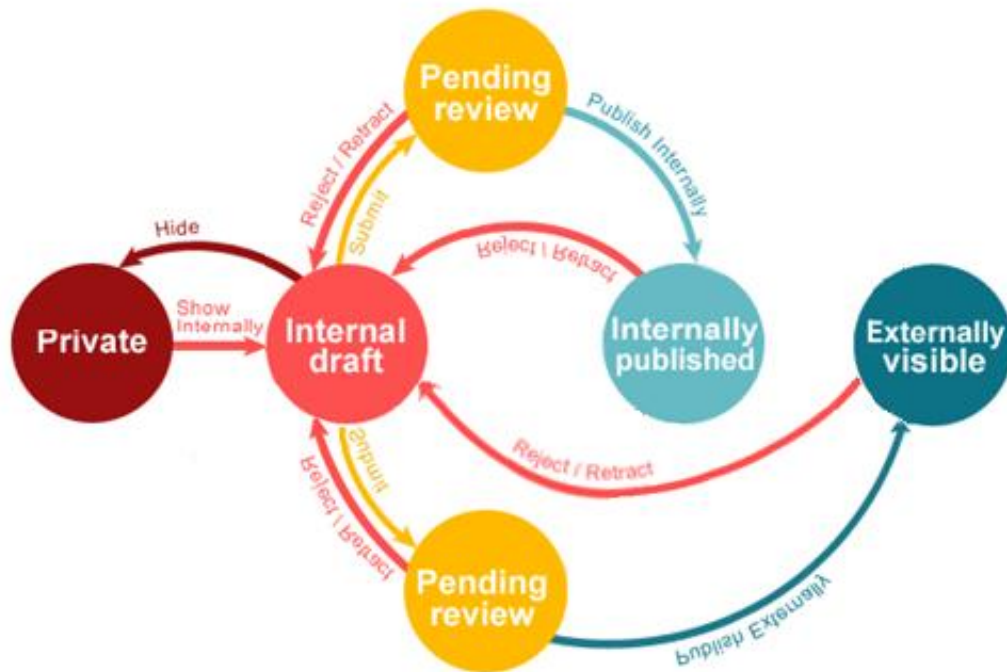 Pending
review
Publish Internally
Reject / Retract
Submit
Hide
Reject / Retract
Show
Internally
Private
Internal
draft
Internally
published
Externally
visible
Submit
Reject / Retract
Reject / Retract
Pending
review
Publish Externally